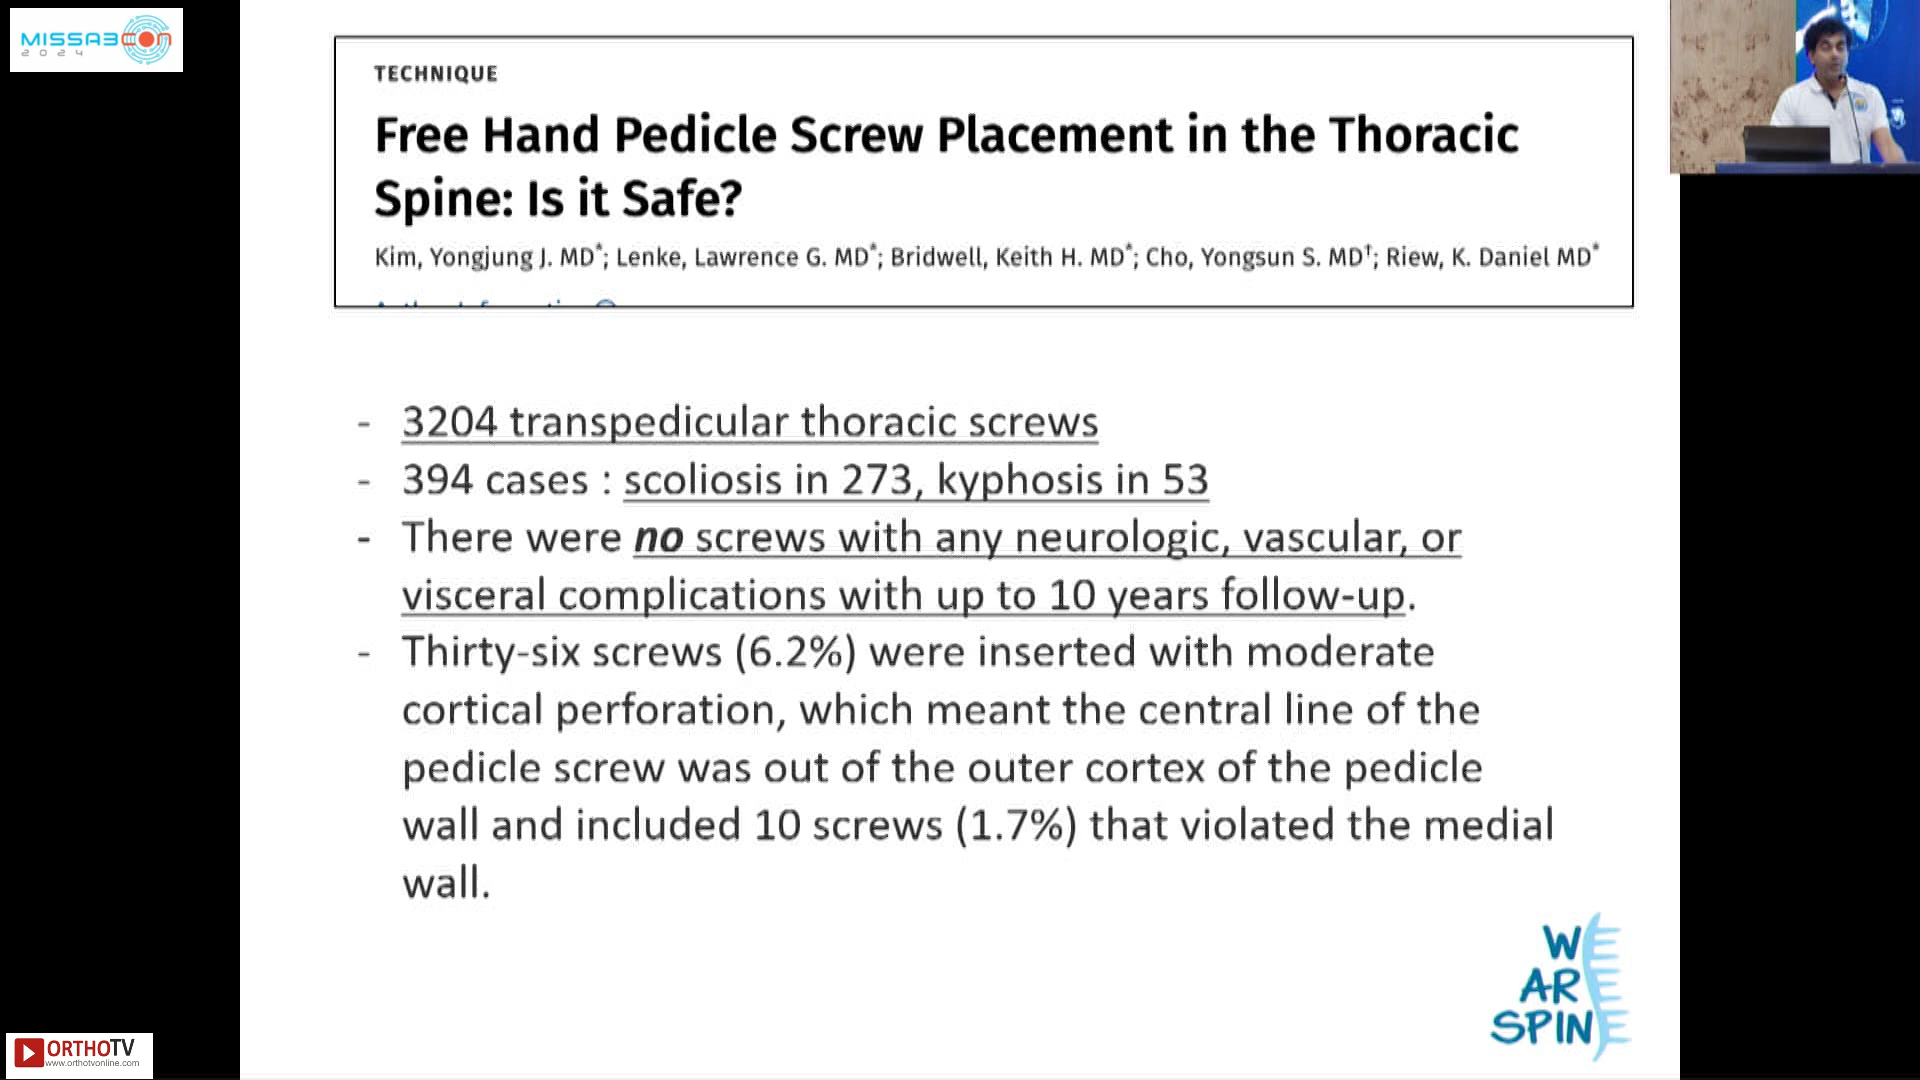 MISSABCON
2024
TECHNIQUE
Free Hand Pedicle Screw Placement in the Thoracic
Spine: Is it Safe?
Kim, Yongjung J. MD*; Lenke, Lawrence G. MD*; Bridwell, Keith H. MD*; Cho, Yongsun S. MD†; Riew, K. Daniel MD*
- 3204 transpedicular thoracic screws
- 394 cases : scoliosis in 273, kyphosis in 53
- There were no screws with any neurologic, vascular, or
visceral complications with up to 10 years follow-up.
- Thirty-six screws (6.2%) were inserted with moderate
cortical perforation, which meant the central line of the
pedicle screw was out of the outer cortex of the pedicle
wall and included 10 screws (1.7%) that violated the medial
wall.
WE
ARE
SPINE
ORTHOTV
www.orthotvonline.com